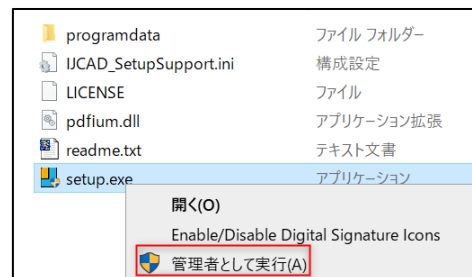 programdata ファイル フォルダー
IJCAD_SetupSupport.ini 構成設定
LICENSE ファイル
pdfium.dll アプリケーション拡張
readme.txt テキスト文書
setup.exe アプリケーション
開く(O)
Enable/Disable Digital Signature Icons
管理者として実行(A)